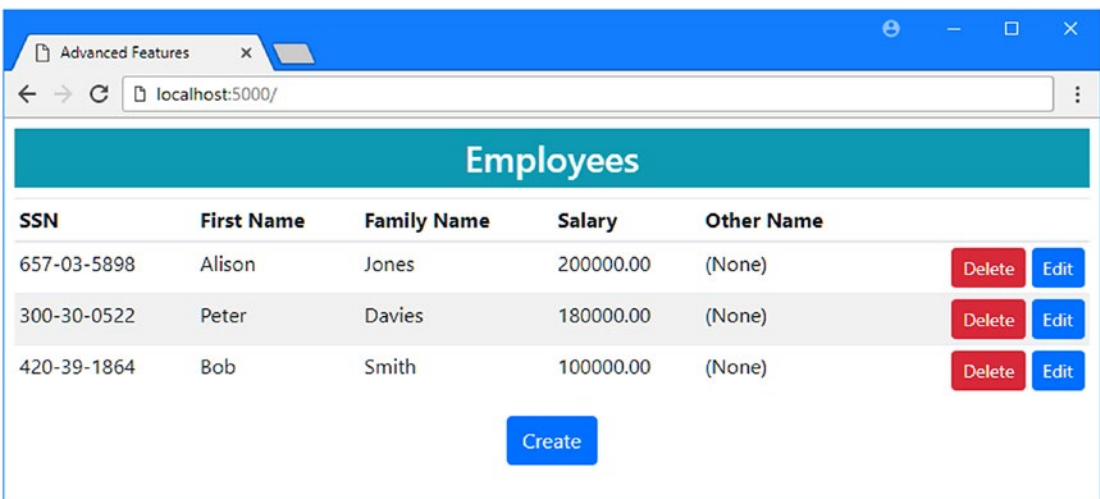 Advanced Features
localhost:5000/
Employees
SSN First Name Family Name Salary Other Name
657-03-5898 Alison Jones 200000.00 (None) Delete Edit
300-30-0522 Peter Davies 180000.00 (None) Delete Edit
420-39-1864 Bob Smith 100000.00 (None) Delete Edit
Create